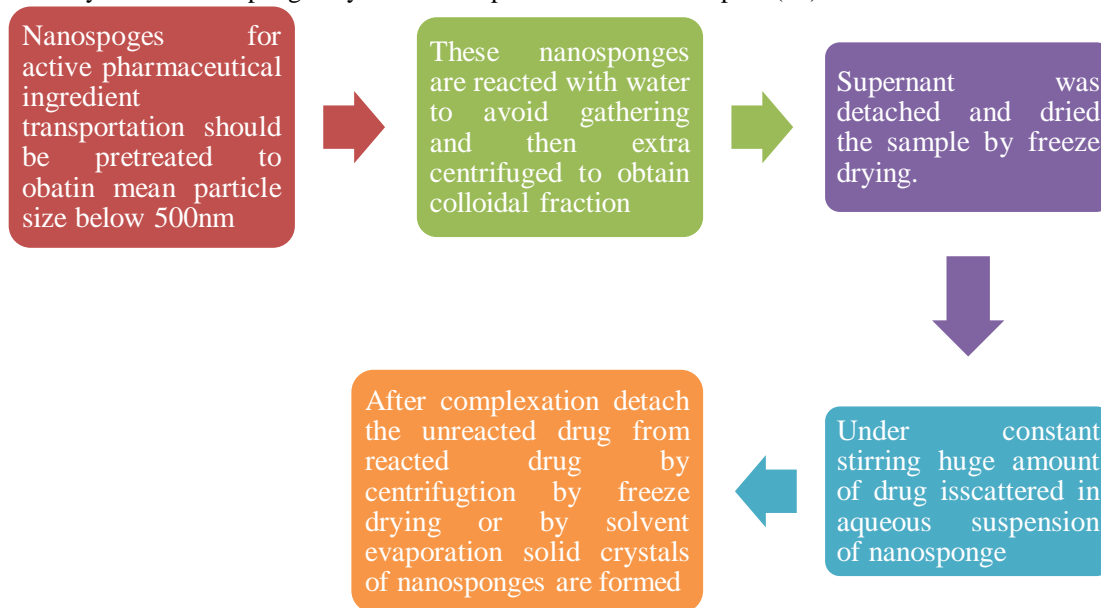 Nanospoges for
active pharmaceutical
ingredient
transportation should
be pretreated to
obatin mean particle
size below 500nm
These nanosponges
are reacted with water
to avoid gathering
and then extra
centrifuged to obtain
colloidal fraction
Supernant was
detached and dried
the sample by freeze
drying.
Under constant
stirring huge amount
of drug isscattered in
aqueous suspension
of nanosponge
After complexation detach
the unreacted drug from
reacted drug by
centrifugtion by freeze
drying or by solvent
evaporation solid crystals
of nanosponges are formed